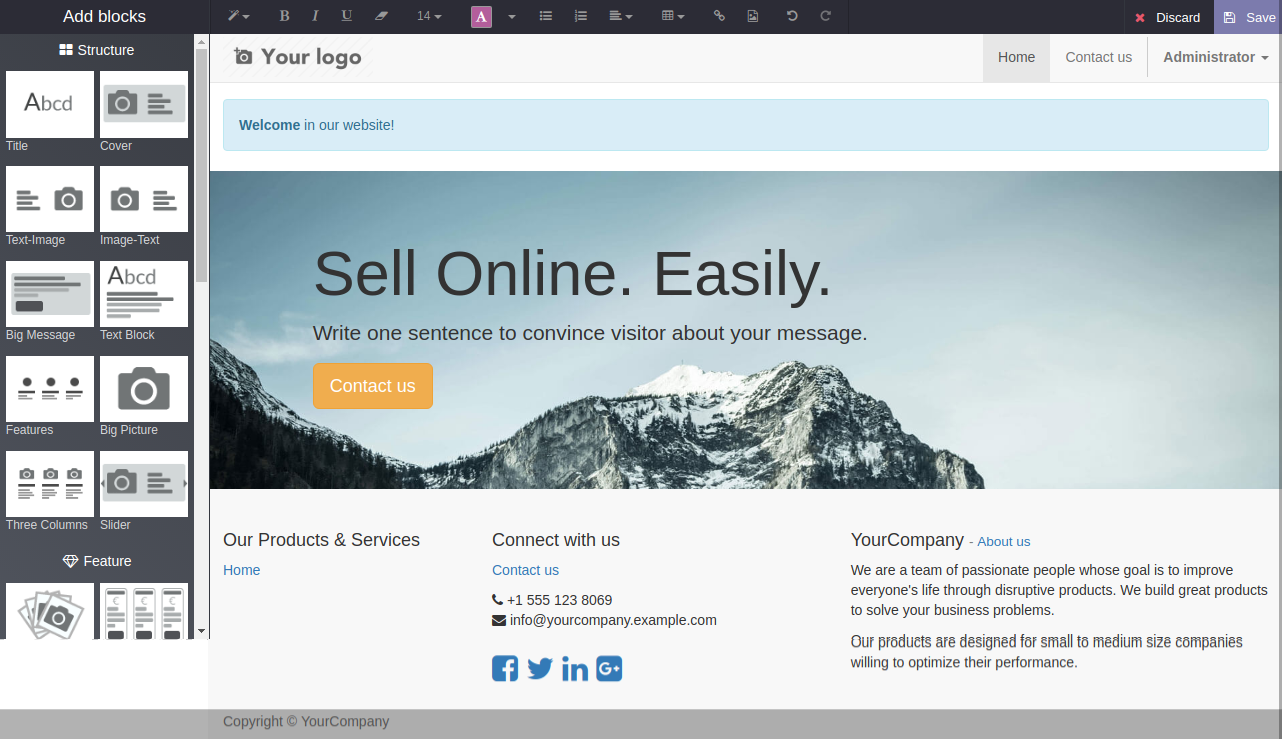 Add blocks
B I U 14 A Discard Save
Structure
Your logo
Home Contact us Administrator
Abcd
Title Cover
Welcome in our website!
Text-Image Image-Text
Abcd
Big Message Text Block
Sell Online. Easily.
Write one sentence to convince visitor about your message.
Contact us
Features Big Picture
Three Columns Slider
Feature
Our Products & Services
Home
Connect with us
Contact us
+1 555 123 8069
info@yourcompany.example.com
YourCompany - About us
We are a team of passionate people whose goal is to improve
everyone's life through disruptive products. We build great products
to solve your business problems.
Our products are designed for small to medium size companies
willing to optimize their performance.
Copyright © YourCompany